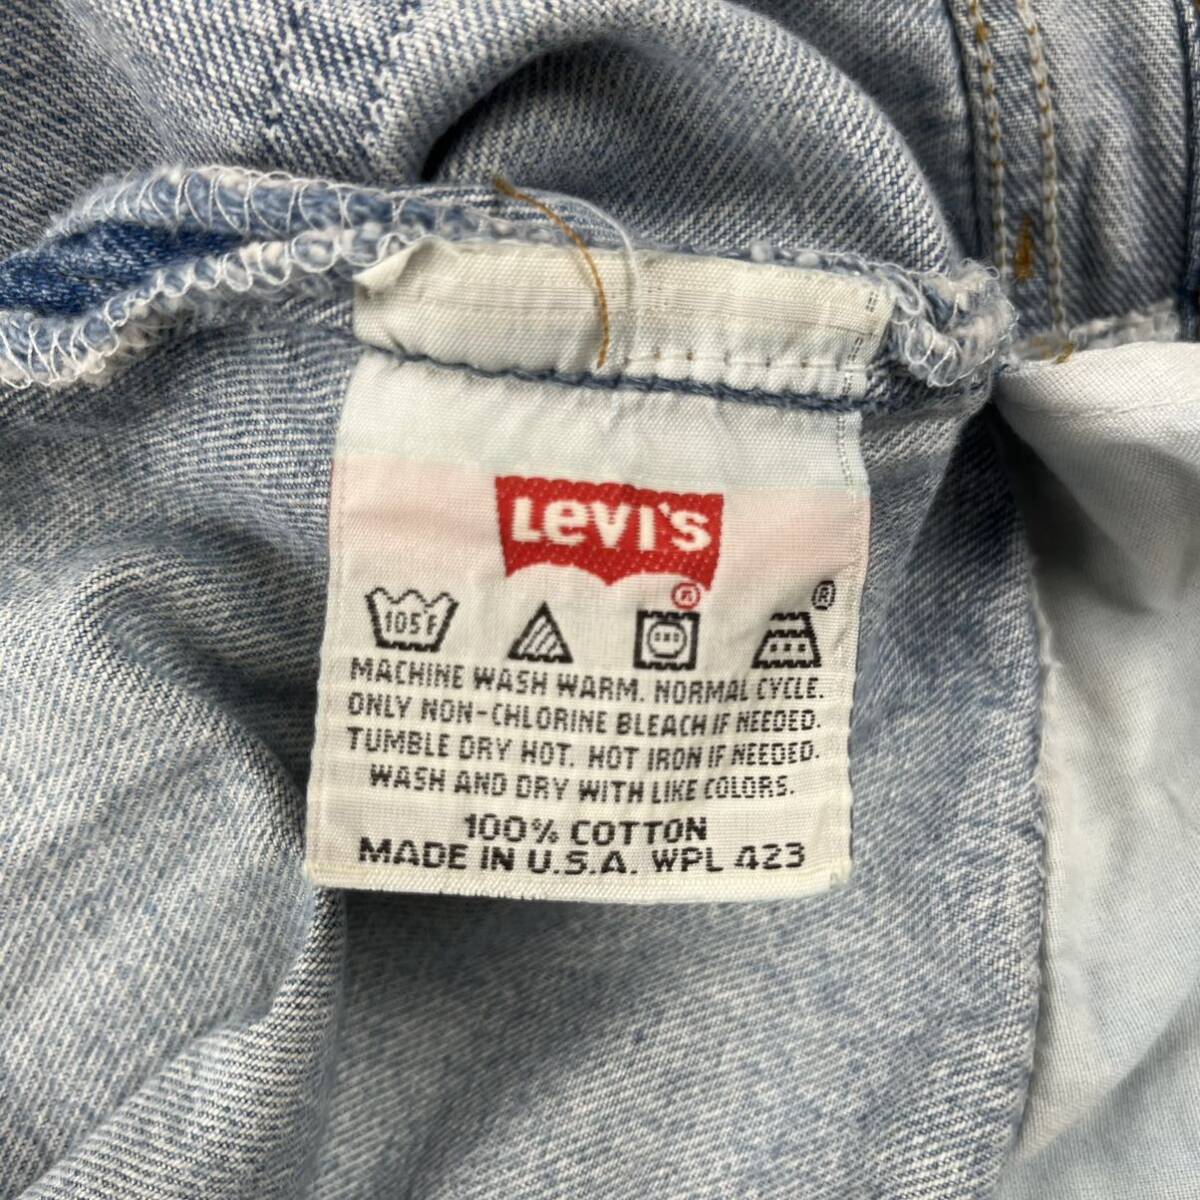 Levi's
®
105F
®
MACHINE WASH WARM. NORMAL CYCLE.
ONLY NON-CHLORINE BLEACH IF NEEDED.
TUMBLE DRY HOT. HOT IRON IF NEEDED.
WASH AND DRY WITH LIKE COLORS.
100% COTTON
MADE IN U.S.A. WPL 423